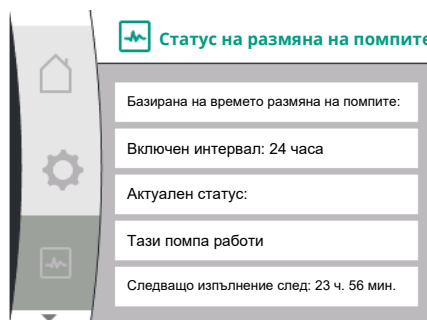 Статус на размяна на помпите
Базирана на времето размяна на помпите:
Включен интервал: 24 часа
Актуален статус:
Тази помпа работи
Следващо изпълнение след: 23 ч. 56 мин.